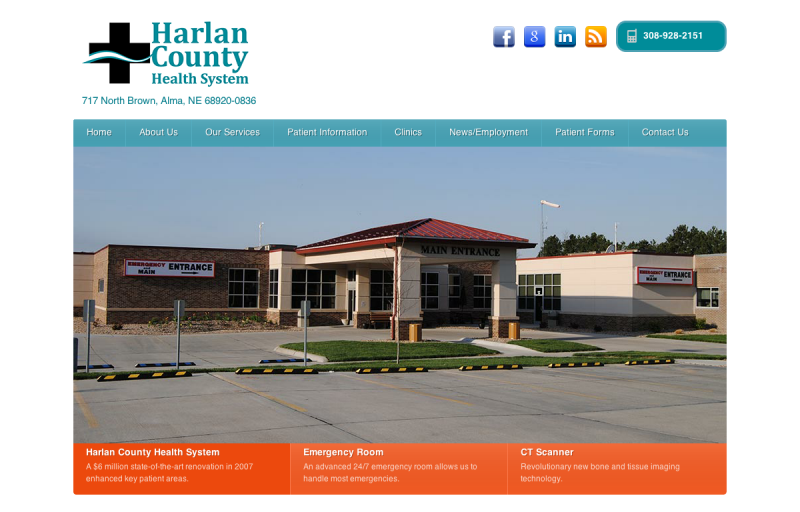 Harlan
County
Health System
308-928-2151
717 North Brown, Alma, NE 68920-0836
Home About Us Our Services Patient Information Clinics News/Employment Patient Forms Contact Us
MAIN ENTRANCE
EMERGENCY
MAIN
ENTRANCE
EMERGENCY
MAIN
ENTRANCE
Harlan County Health System
A $6 million state-of-the-art renovation in 2007
enhanced key patient areas.
Emergency Room
An advanced 24/7 emergency room allows us to
handle most emergencies.
CT Scanner
Revolutionary new bone and tissue imaging
technology.